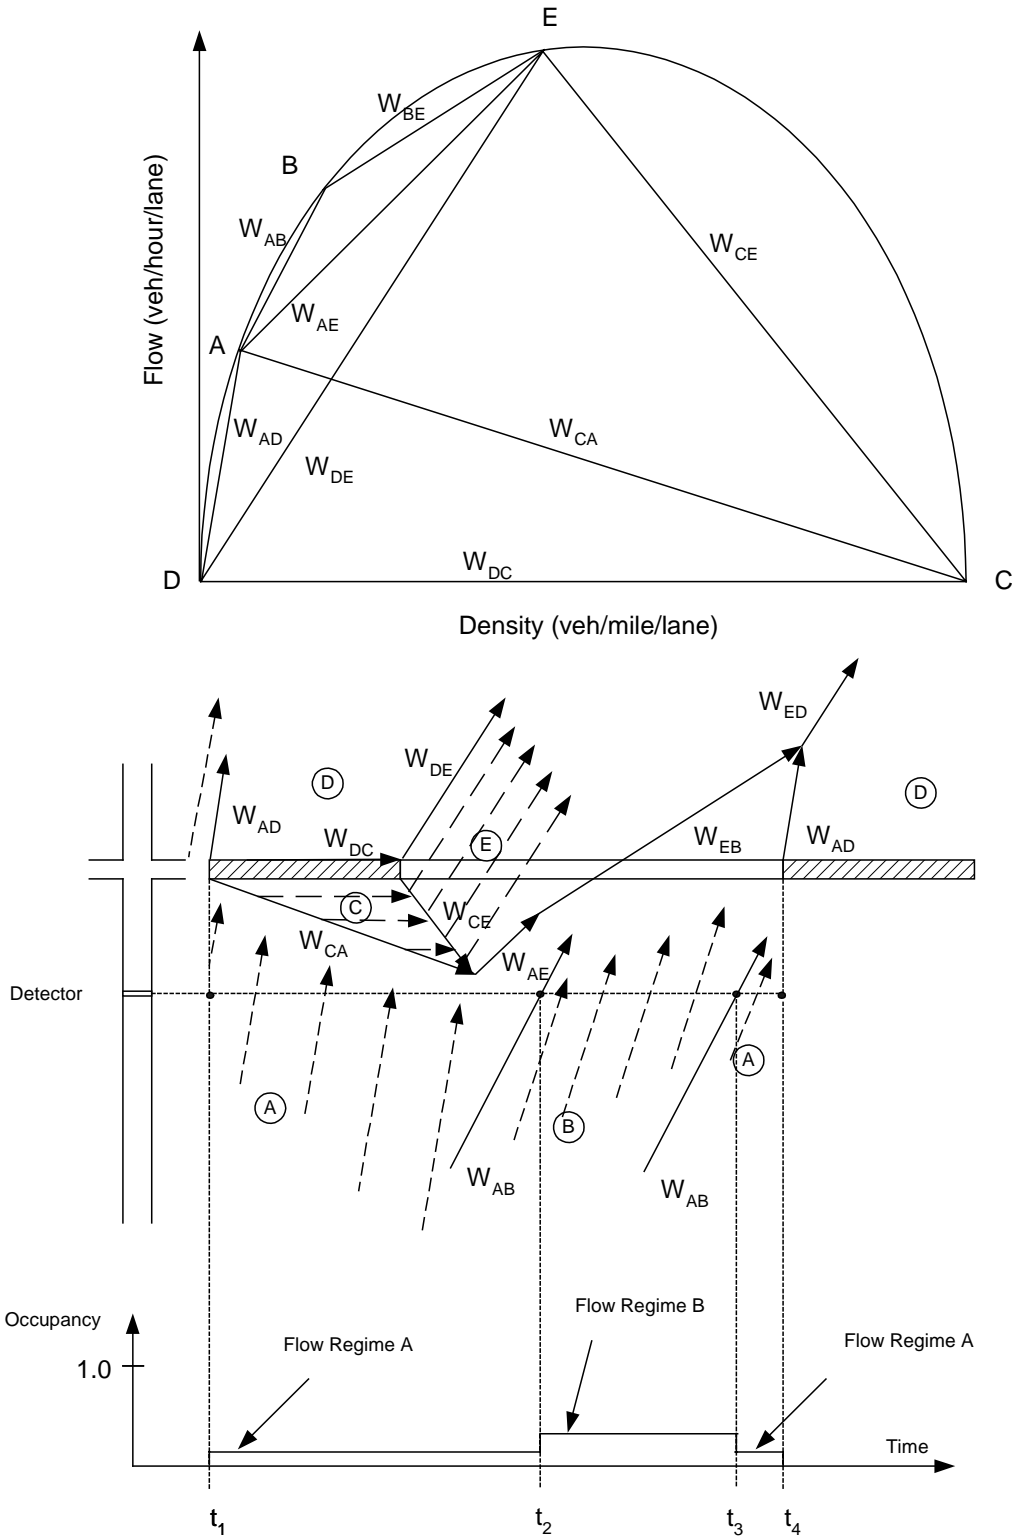 E
W_BE
B
W_AB
W_CE
Flow (veh/hour/lane)
W_AE
A
W_AD
W_CA
W_DE
W_DC
D
C
Density (veh/mile/lane)
W_ED
W_DE
D
D
W_AD
W_DC
E
W_EB
W_AD
C
W_CE
W_CA
W_AE
Detector
A
A
B
W_AB
W_AB
Flow Regime B
Occupancy
Flow Regime A
Flow Regime A
1.0
Time
t_1
t_2
t_3
t_4